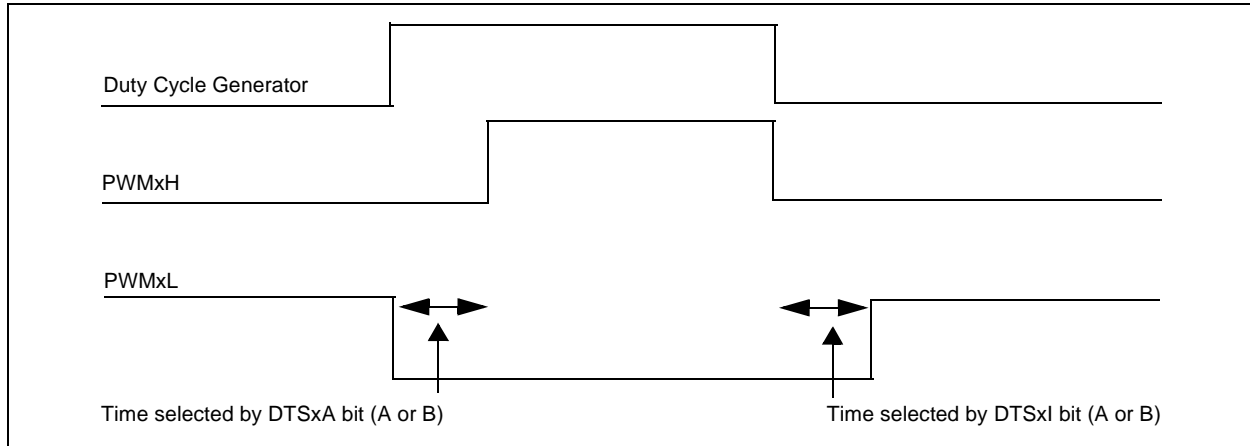 Duty Cycle Generator
PWMxH
PWMxL
Time selected by DTSxA bit (A or B)
Time selected by DTSxI bit (A or B)